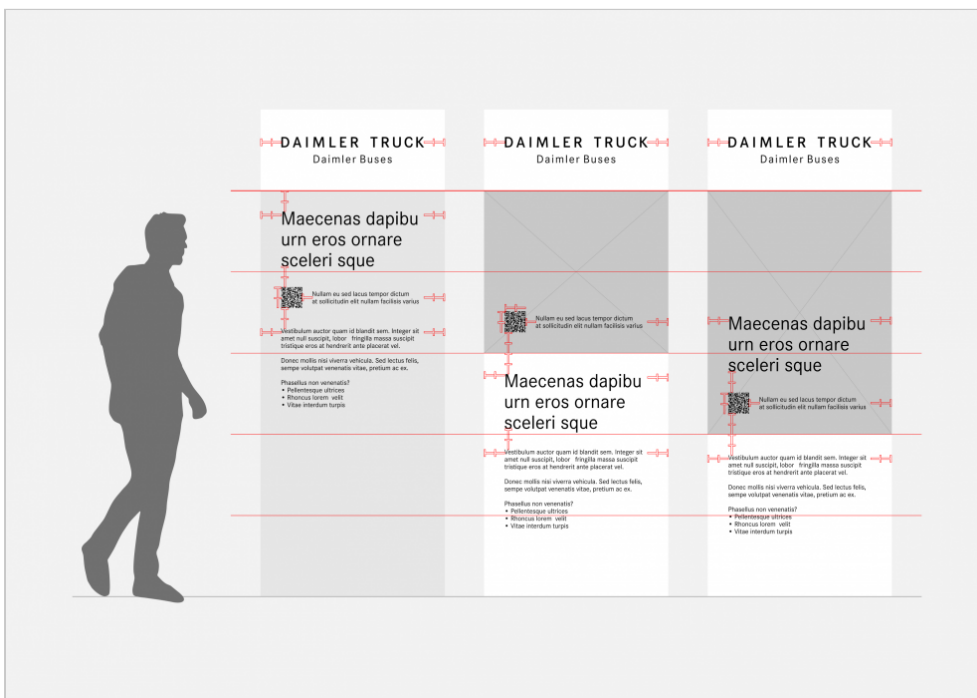 DAIMLER TRUCK
Daimler Buses
Maecenas dapibu
urn eros ornare
sceleri sque
Nullam eu sed lacus tempor dictum
at sollicitudin elit nullam facilisis varius
Vestibulum auctor quam id blandit sem. Integer sit
amet null suscipit, lobor fringilla massa suscipit
tristique eros at hendrerit ante placerat vel.
Donec mollis nisi viverra vehicula. Sed lectus felis,
sempe volutpat venenatis vitae, pretium ac ex.
Phasellus non venenatis?
• Pellentesque ultrices
• Rhoncus lorem velit
• Vitae interdum turpis
DAIMLER TRUCK
Daimler Buses
Nullam eu sed lacus tempor dictum
at sollicitudin elit nullam facilisis varius
Maecenas dapibu
urn eros ornare
sceleri sque
Vestibulum auctor quam id blandit sem. Integer sit
amet null suscipit, lobor fringilla massa suscipit
tristique eros at hendrerit ante placerat vel.
Donec mollis nisi viverra vehicula. Sed lectus felis,
sempe volutpat venenatis vitae, pretium ac ex.
Phasellus non venenatis?
• Pellentesque ultrices
• Rhoncus lorem velit
• Vitae interdum turpis
DAIMLER TRUCK
Daimler Buses
Maecenas dapibu
urn eros ornare
sceleri sque
Nullam eu sed lacus tempor dictum
at sollicitudin elit nullam facilisis varius
Vestibulum auctor quam id blandit sem. Integer sit
amet null suscipit, lobor fringilla massa suscipit
tristique eros at hendrerit ante placerat vel.
Donec mollis nisi viverra vehicula. Sed lectus felis,
sempe volutpat venenatis vitae, pretium ac ex.
Phasellus non venenatis?
• Pellentesque ultrices
• Rhoncus lorem velit
• Vitae interdum turpis